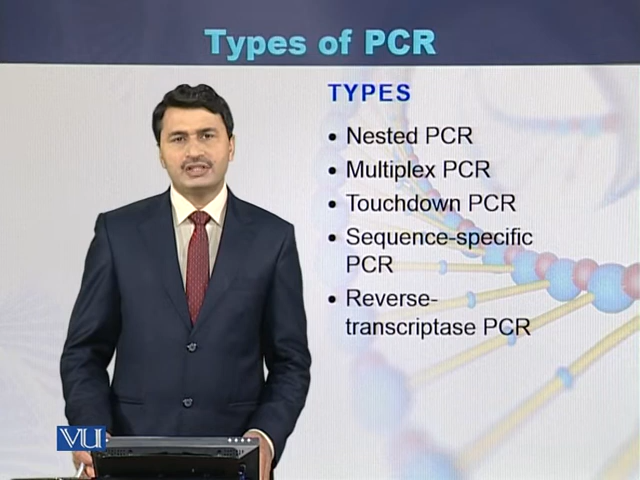 Types of PCR
TYPES
• Nested PCR
• Multiplex PCR
• Touchdown PCR
• Sequence-specific
PCR
• Reverse-
transcriptase PCR
VU